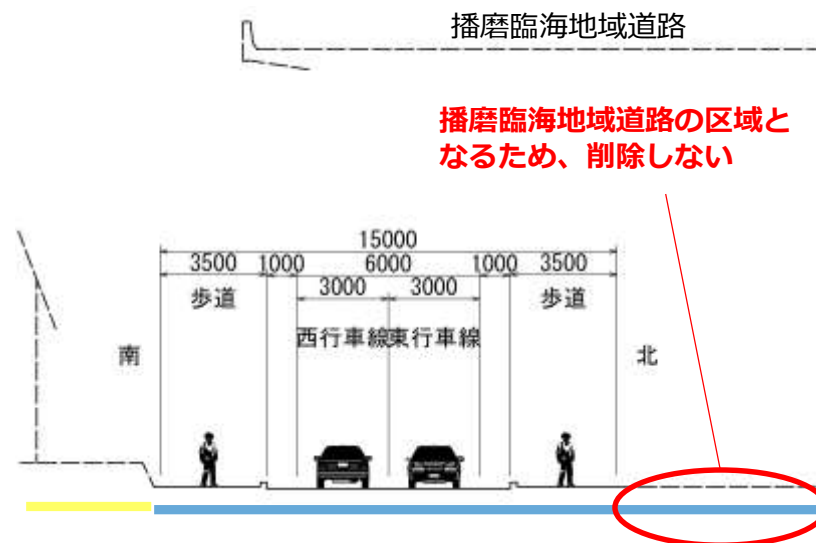 播磨臨海地域道路
播磨臨海地域道路の区域と
なるため、削除しない
15000
3500 1000 6000 1000 3500
歩道 3000 3000 歩道
西行車線東行車線
南 北